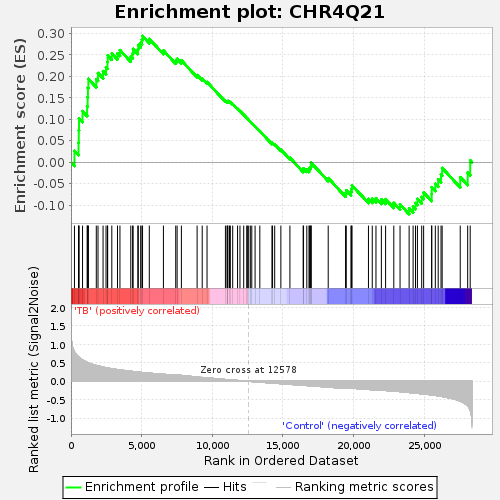 Enrichment plot: CHR4Q21
Enrichment score (ES)
0.30
0.25
0.20
0.15
0.10
0.05
0.00
-0.05
-0.10
'TB' (positively correlated)
Ranked list metric (Signal2Noise)
2.0
1.5
1.0
0.5
0.0
-0.5
-1.0
Zero cross at 12578
'Control' (negatively correlated)
0
5,000
10,000
15,000
20,000
25,000
Rank in Ordered Dataset
Enrichment profile
Hits
Ranking metric scores